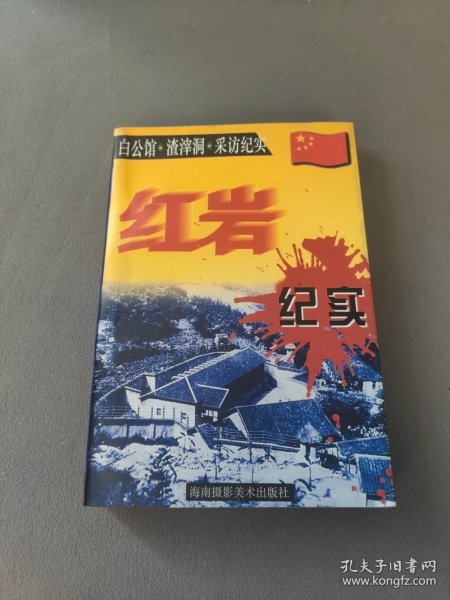 白公馆·渣滓洞·采访纪实
红岩
纪实
海南摄影美术出版社
孔夫子旧书网
www.kongfz.com